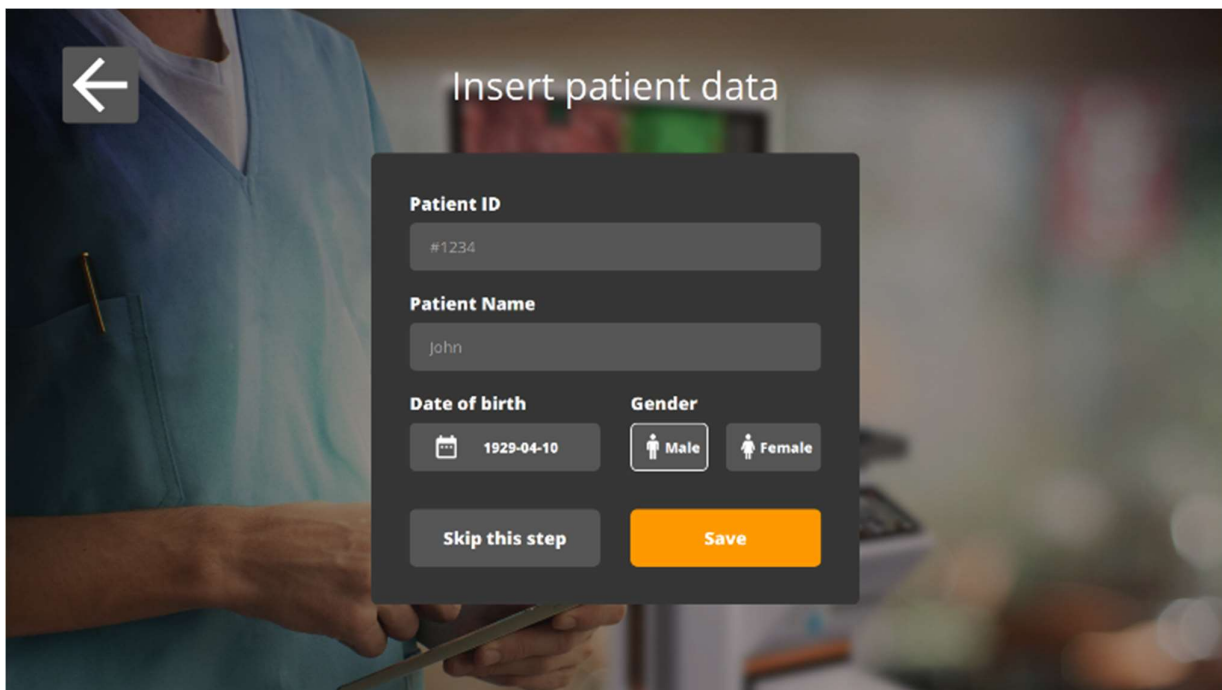 Insert patient data
Patient ID
#1234
Patient Name
John
Date of birth
Gender
1929-04-10
Male
Female
Skip this step
Save